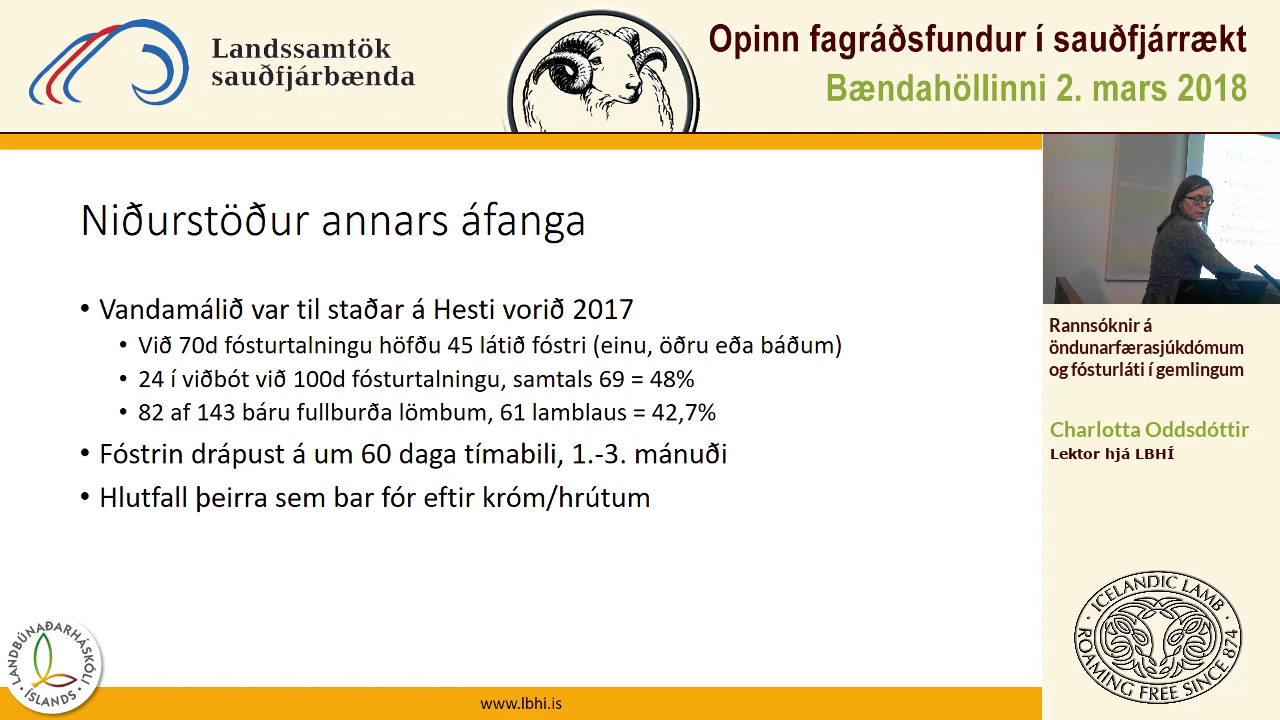 Landssamtök
sauðfjárbænda
Opinn fagráðsfundur í sauðfjárrækt
Bændahöllinni 2. mars 2018
Niðurstöður annars áfanga
• Vandamálið var til staðar á Hesti vorið 2017
• Við 70d fósturtalningu höfðu 45 látið fóstri (einu, öðru eða báðum)
• 24 í viðbót við 100d fósturtalningu, samtals 69 = 48%
• 82 af 143 báru fullburða lömbum, 61 lamblaus = 42,7%
• Fóstrin drápust á um 60 daga tímabili, 1.-3. mánuði
• Hlutfall þeirra sem bar fór eftir króm/hrútum
Rannsóknir á
öndunarfærasjúkdómum
og fósturláti í gemlingum
Charlotta Oddsdóttir
Lektor hjá LBHÍ
· ICELANDIC LAMB ·
ROAMING FREE SINCE 874
LANDBÚNAÐARHÁSKÓLI
· ÍSLANDS ·
www.lbhi.is